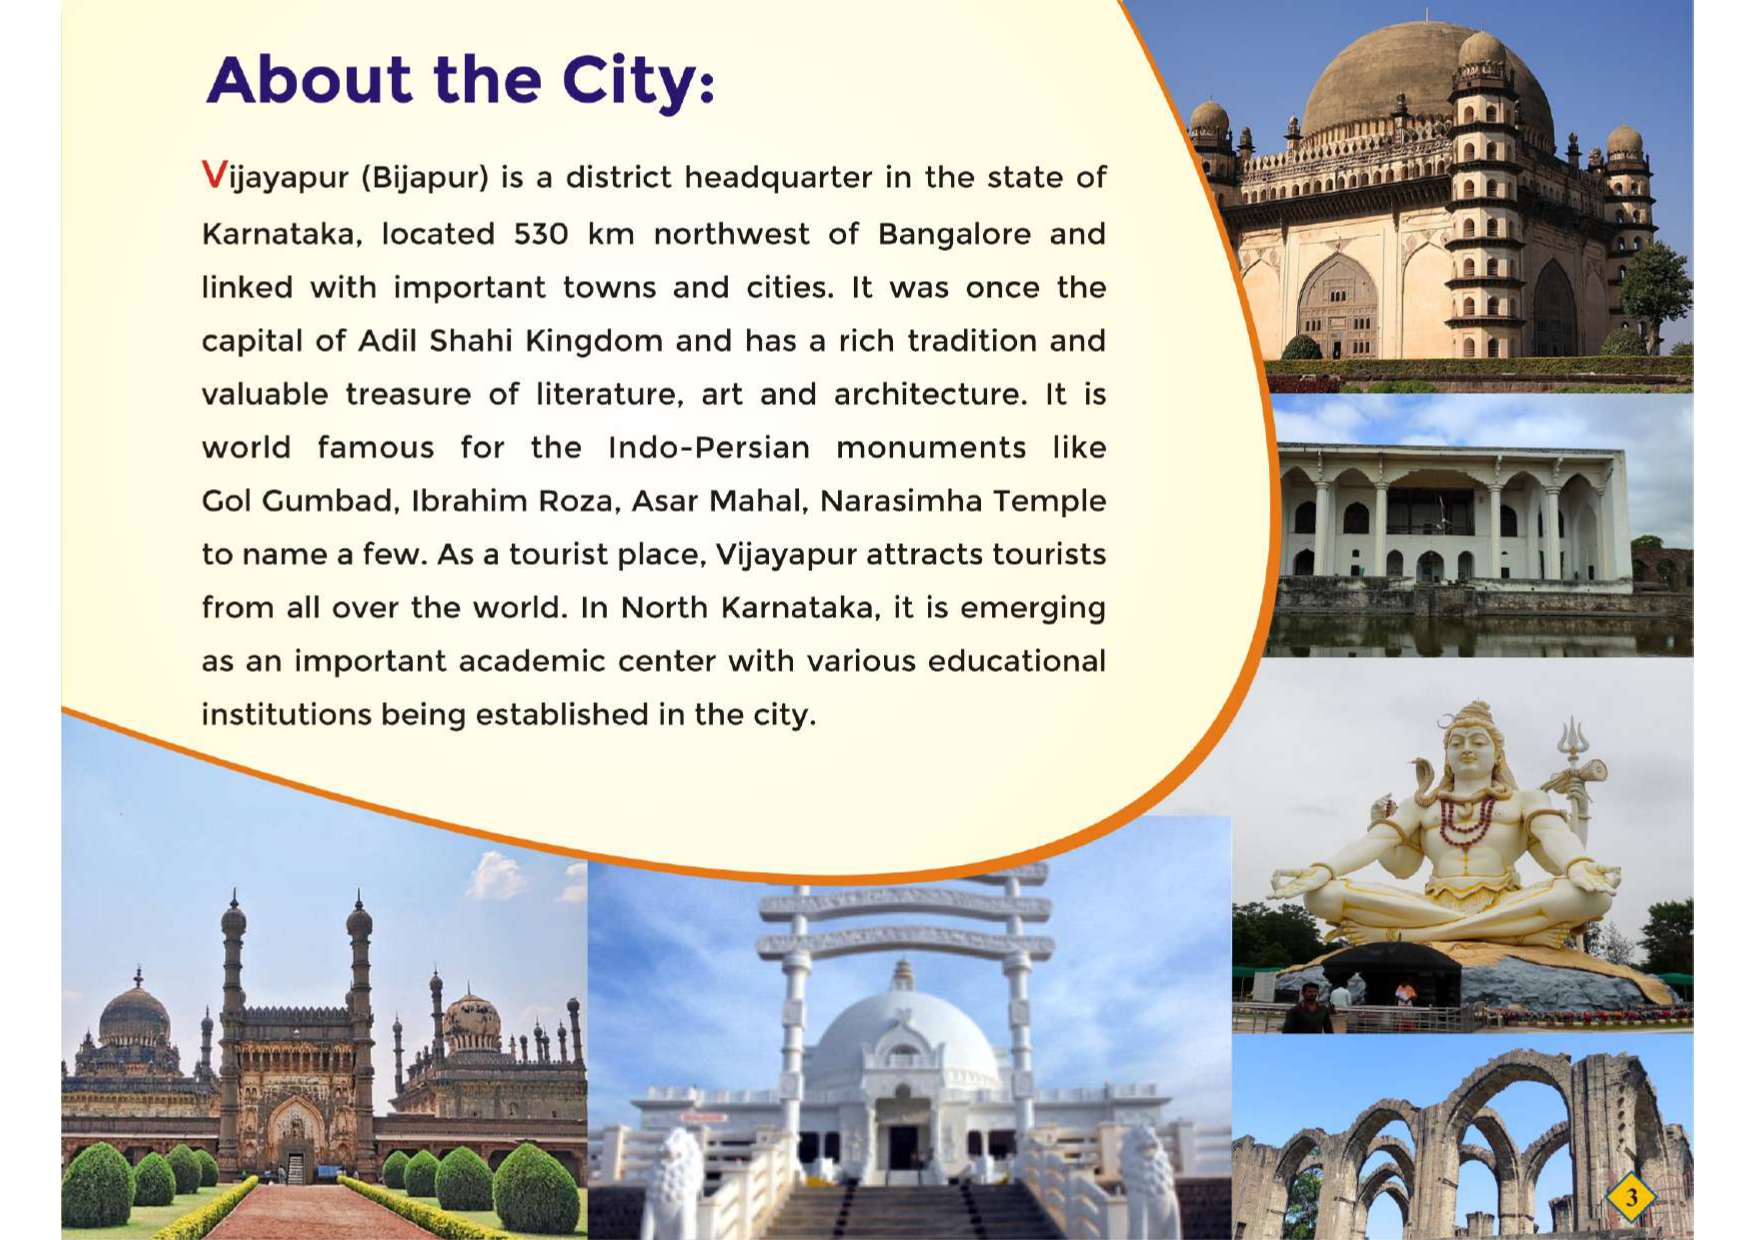 About the City:
Vijayapur (Bijapur) is a district headquarter in the state of
Karnataka, located 530 km northwest of Bangalore and
linked with important towns and cities. It was once the
capital of Adil Shahi Kingdom and has a rich tradition and
valuable treasure of literature, art and architecture. It is
world famous for the Indo-Persian monuments like
Gol Gumbad, Ibrahim Roza, Asar Mahal, Narasimha Temple
to name a few. As a tourist place, Vijayapur attracts tourists
from all over the world. In North Karnataka, it is emerging
as an important academic center with various educational
institutions being established in the city.
3